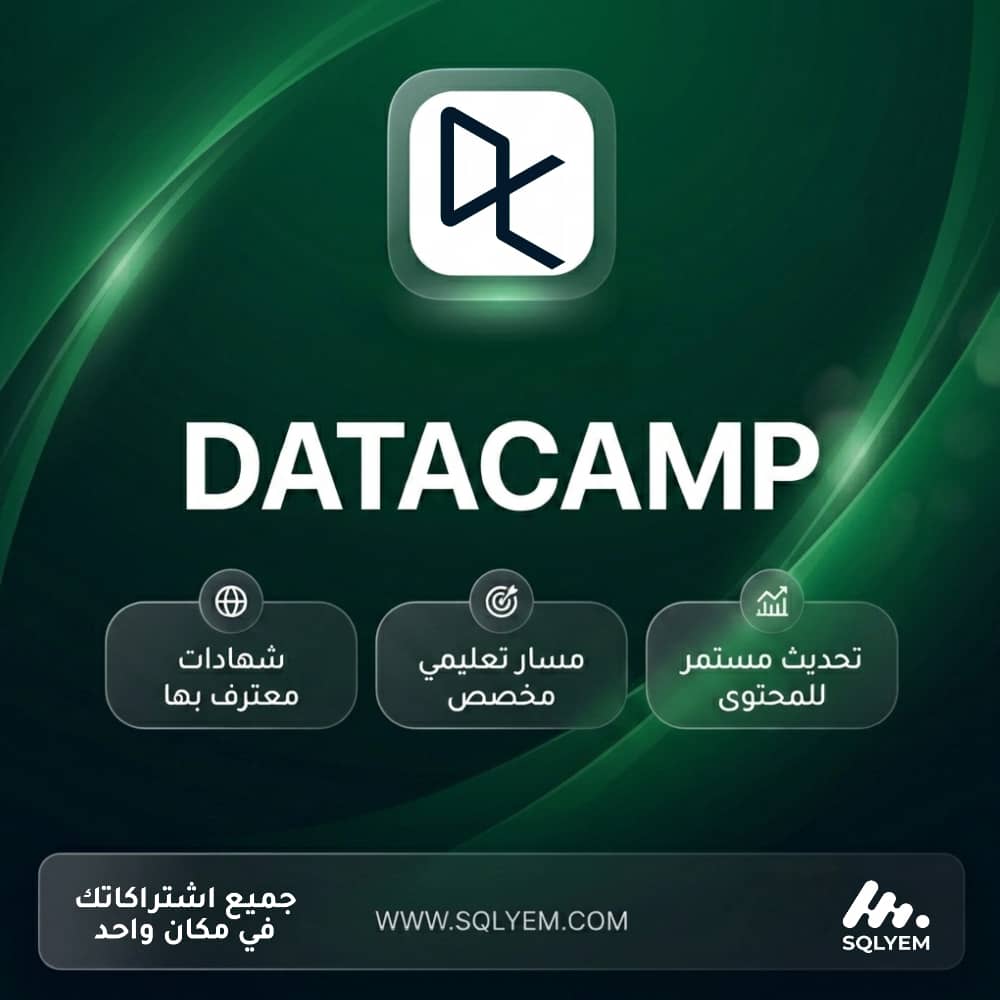 DATACAMP
تحديث مستمر
للمحتوى
مسار تعليمي
مخصص
شهادات
معترف بها
جميع اشتراكاتك
في مكان واحد
WWW.SQLYEM.COM
SQLYEM